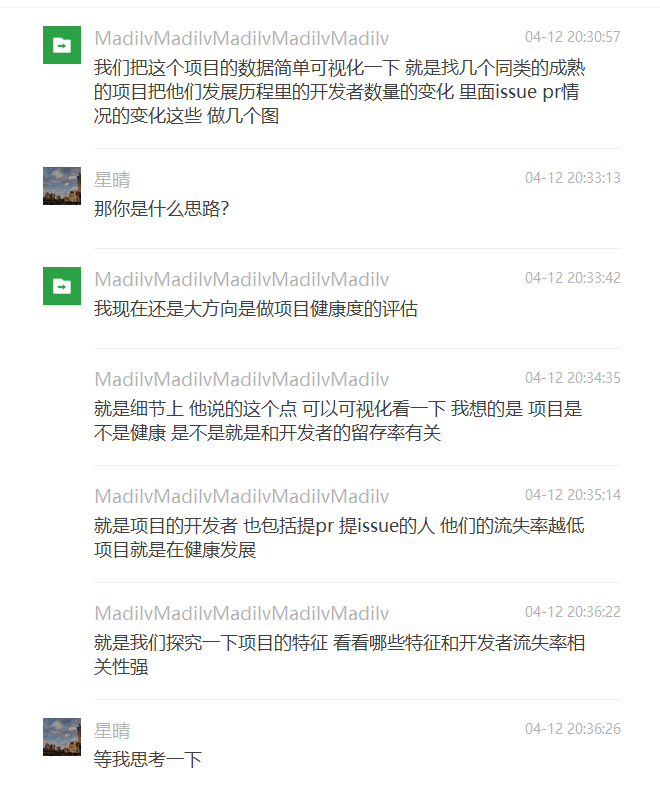 MadilvMadilvMadilvMadilvMadilv 04-12 20:30:57
我们把这个项目的数据简单可视化一下 就是找几个同类的成熟
的项目把他们发展历程里的开发者数量的变化 里面issue pr情
况的变化这些 做几个图
星晴 04-12 20:33:13
那你是什么思路?
MadilvMadilvMadilvMadilvMadilv 04-12 20:33:42
我现在还是大方向是做项目健康度的评估
MadilvMadilvMadilvMadilvMadilv 04-12 20:34:35
就是细节上 他说的这个点 可以可视化看一下 我想的是 项目是
不是健康 是不是就是和开发者的留存率有关
MadilvMadilvMadilvMadilvMadilv 04-12 20:35:14
就是项目的开发者 也包括提pr 提issue的人 他们的流失率越低
项目就是在健康发展
MadilvMadilvMadilvMadilvMadilv 04-12 20:36:22
就是我们探究一下项目的特征 看看哪些特征和开发者流失率相
关性强
星晴 04-12 20:36:26
等我思考一下